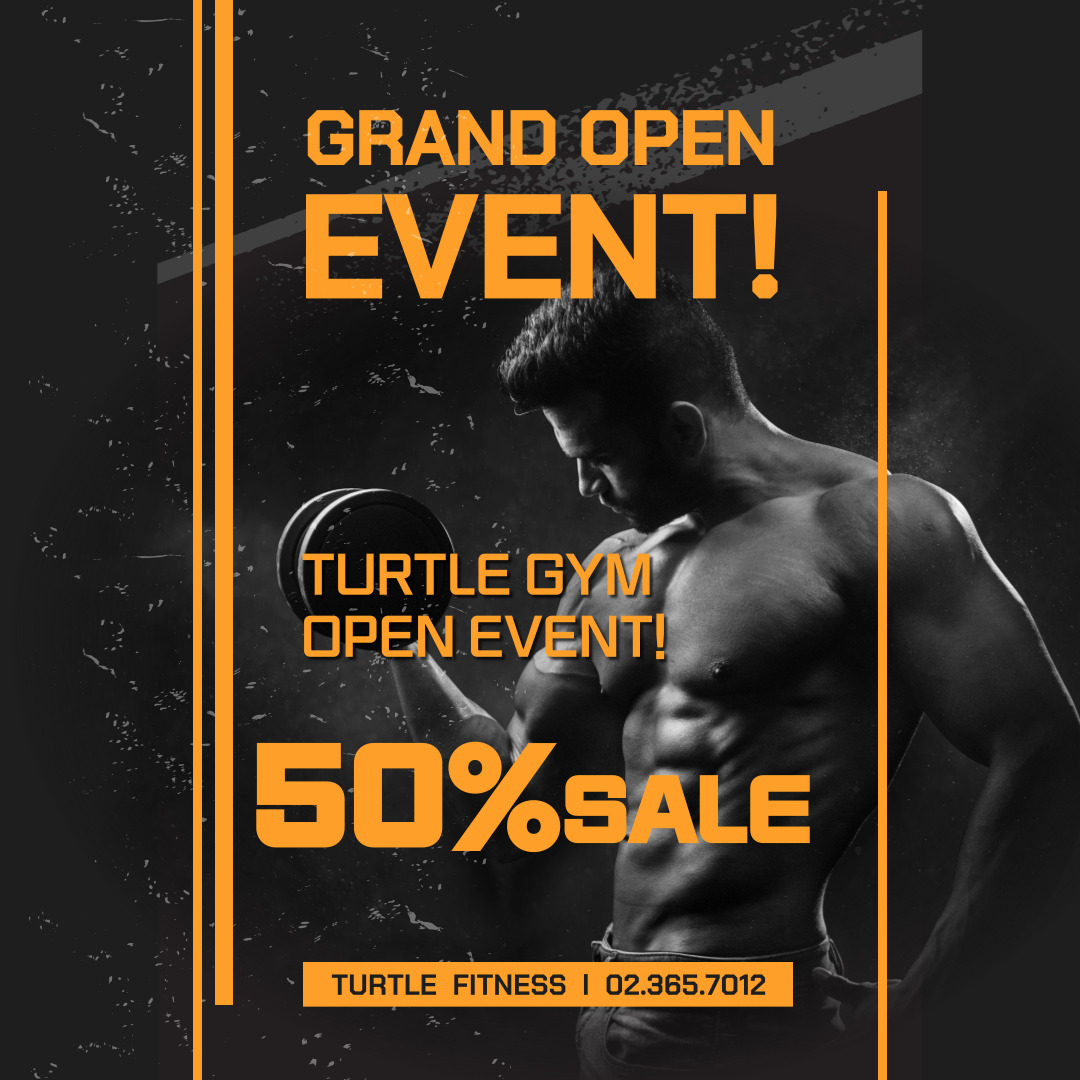 GRAND OPEN
EVENT!
TURTLE GYM
OPEN EVENT!
50%SALE
TURTLE FITNESS | 02.365.7012